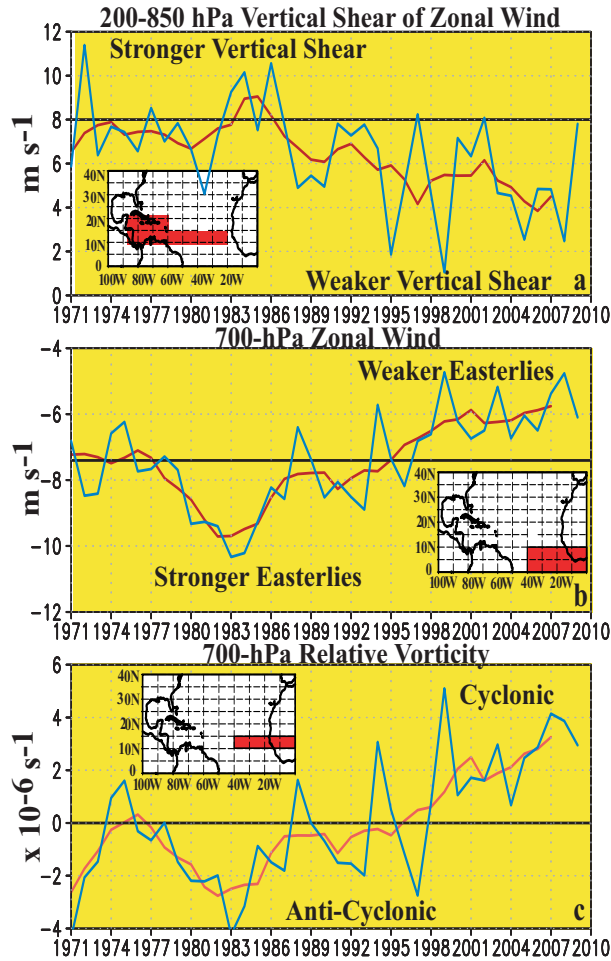 200-850 hPa Vertical Shear of Zonal Wind
14
12
10
8
6
4
2
0
m s-1
Stronger Vertical Shear
40N
30N
20N
10N
0
100W 80W 60W 40W 20W
Weaker Vertical Shear
a
1971 1974 1977 1980 1983 1986 1989 1992 1995 1998 2001 2004 2007 2010
700-hPa Zonal Wind
-4
-6
-8
-10
-12
m s-1
Weaker Easterlies
Stronger Easterlies
40N
30N
20N
10N
0
100W 80W 60W 40W 20W
b
1971 1974 1977 1980 1983 1986 1989 1992 1995 1998 2001 2004 2007 2010
700-hPa Relative Vorticity
6
4
2
0
-2
-4
x 10-6 s-1
40N
30N
20N
10N
0
100W 80W 60W 40W 20W
Cyclonic
Anti-Cyclonic
c
1971 1974 1977 1980 1983 1986 1989 1992 1995 1998 2001 2004 2007 2010